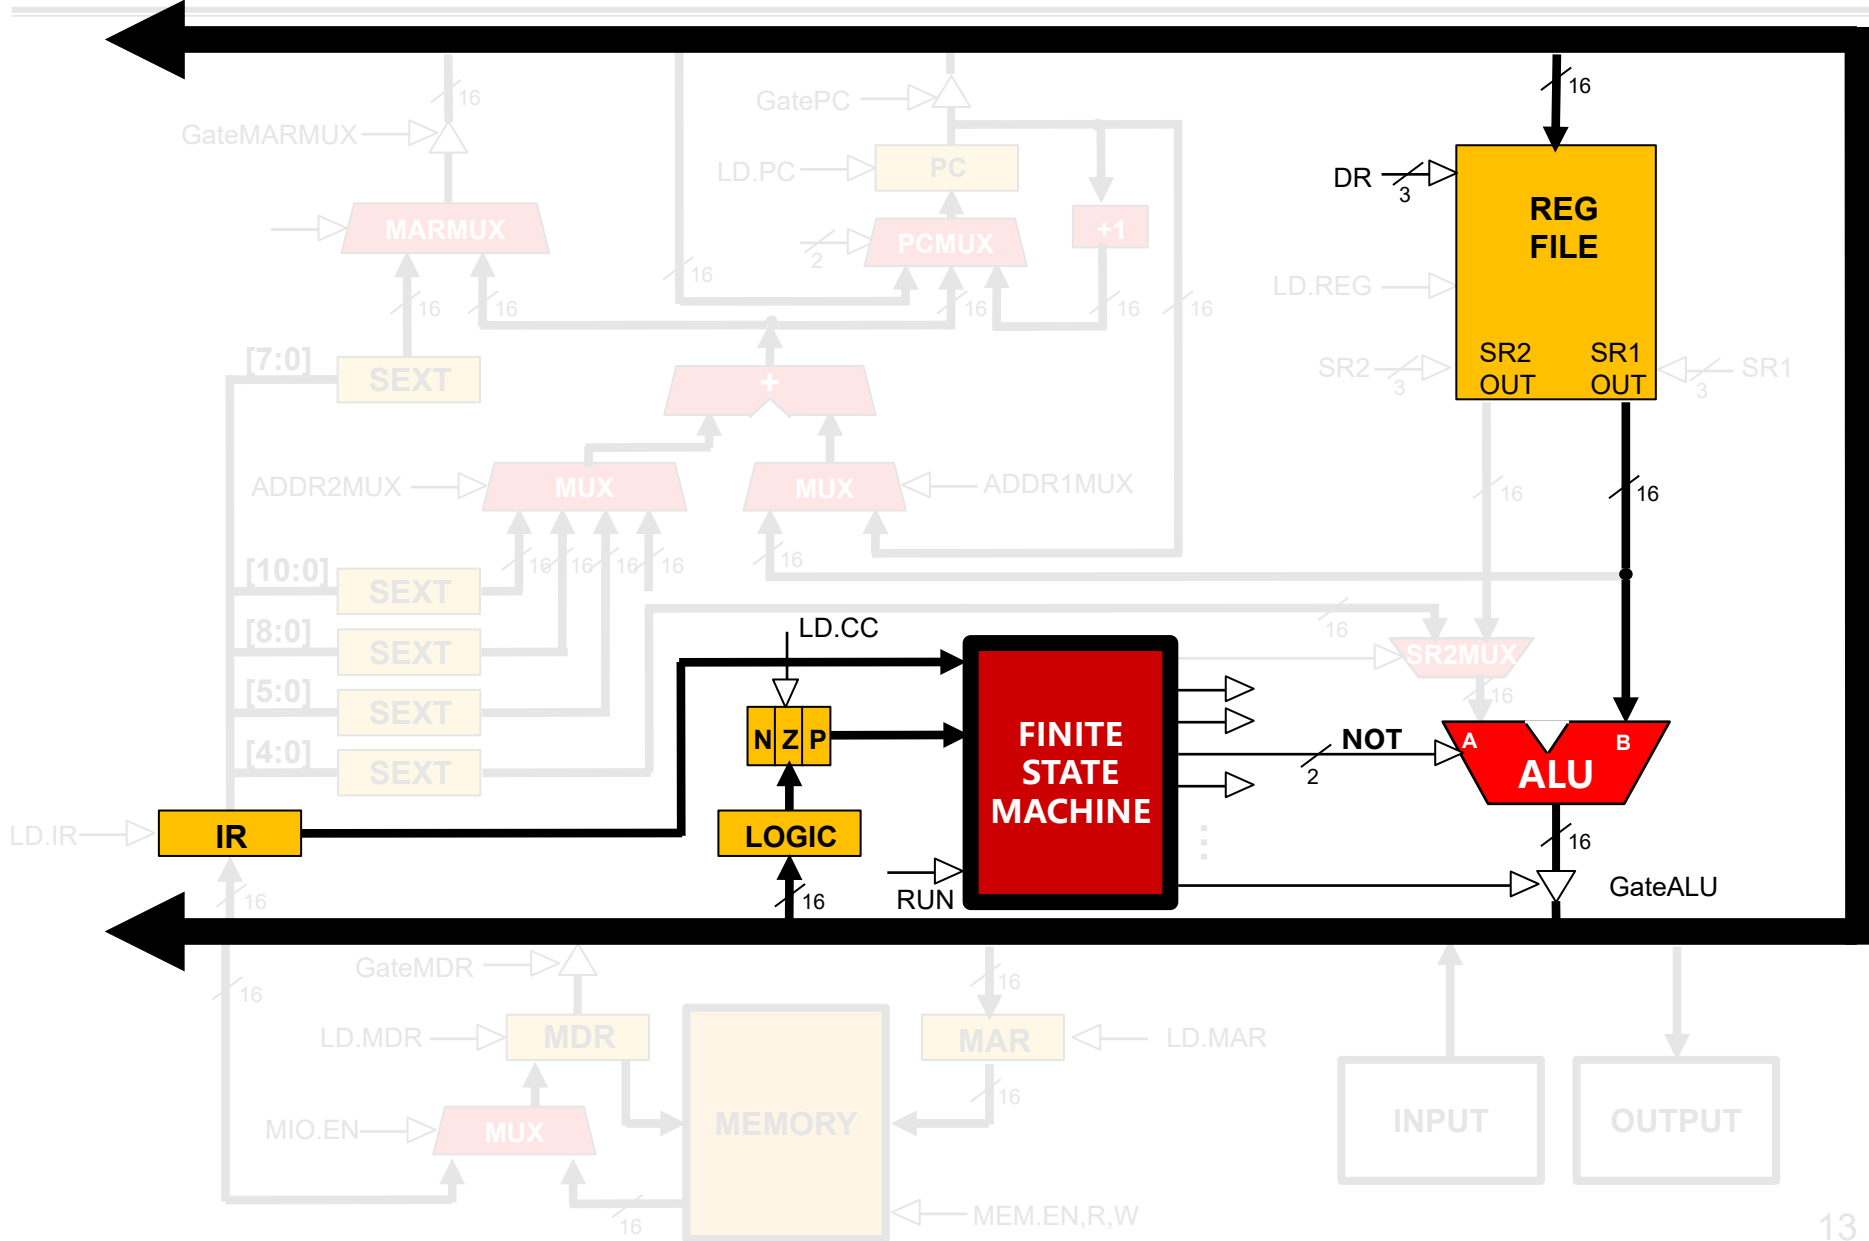 16
16
GatePC
GateMARMUX
LD.PC
PC
DR
3
REG
FILE
MARMUX
2
PCMUX
+1
16
LD.REG
16
16
16
16
16
[7:0]
SEXT
+
SR2
3
SR2
OUT
SR1
OUT
3
SR1
ADDR2MUX
MUX
MUX
ADDR1MUX
16
16
[10:0]
SEXT
16
16
16
16
16
[8:0]
SEXT
LD.CC
16
SR2MUX
[5:0]
SEXT
16
N Z P
FINITE
STATE
MACHINE
NOT
2
A
B
ALU
[4:0]
SEXT
LD.IR
IR
LOGIC
⋮
16
16
16
RUN
GateALU
GateMDR
16
16
LD.MDR
MDR
MAR
LD.MAR
16
MIO.EN
MUX
MEMORY
INPUT
OUTPUT
16
MEM.EN,R,W
13